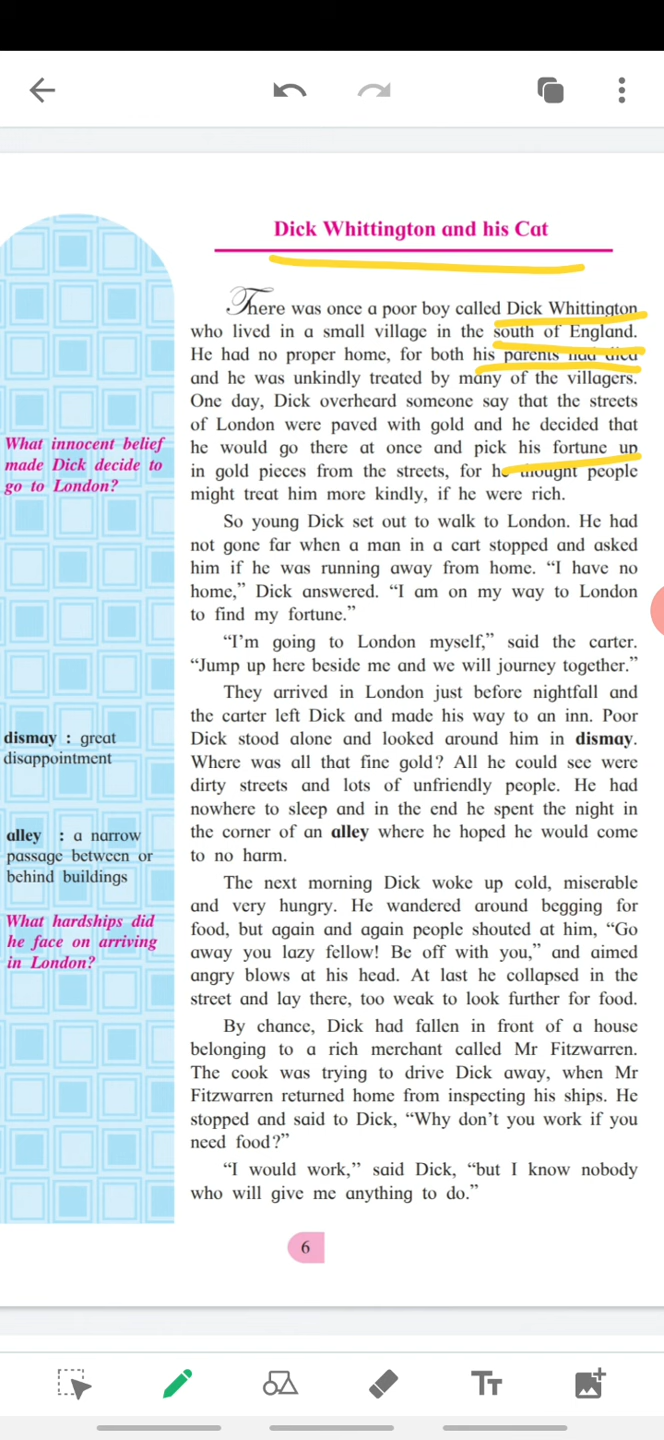 Dick Whittington and his Cat
There was once a poor boy called Dick Whittington
who lived in a small village in the south of England.
He had no proper home, for both his parents had died
and he was unkindly treated by many of the villagers.
One day, Dick overheard someone say that the streets
of London were paved with gold and he decided that
he would go there at once and pick his fortune up
in gold pieces from the streets, for he thought people
might treat him more kindly, if he were rich.
What innocent belief
made Dick decide to
go to London?
So young Dick set out to walk to London. He had
not gone far when a man in a cart stopped and asked
him if he was running away from home. “I have no
home,” Dick answered. “I am on my way to London
to find my fortune.”
“I’m going to London myself,” said the carter.
“Jump up here beside me and we will journey together.”
They arrived in London just before nightfall and
the carter left Dick and made his way to an inn. Poor
Dick stood alone and looked around him in dismay.
Where was all that fine gold? All he could see were
dirty streets and lots of unfriendly people. He had
nowhere to sleep and in the end he spent the night in
the corner of an alley where he hoped he would come
to no harm.
dismay : great
disappointment
alley : a narrow
passage between or
behind buildings
The next morning Dick woke up cold, miserable
and very hungry. He wandered around begging for
food, but again and again people shouted at him, “Go
away you lazy fellow! Be off with you,” and aimed
angry blows at his head. At last he collapsed in the
street and lay there, too weak to look further for food.
What hardships did
he face on arriving
in London?
By chance, Dick had fallen in front of a house
belonging to a rich merchant called Mr Fitzwarren.
The cook was trying to drive Dick away, when Mr
Fitzwarren returned home from inspecting his ships. He
stopped and said to Dick, “Why don’t you work if you
need food?”
“I would work,” said Dick, “but I know nobody
who will give me anything to do.”
6
TT